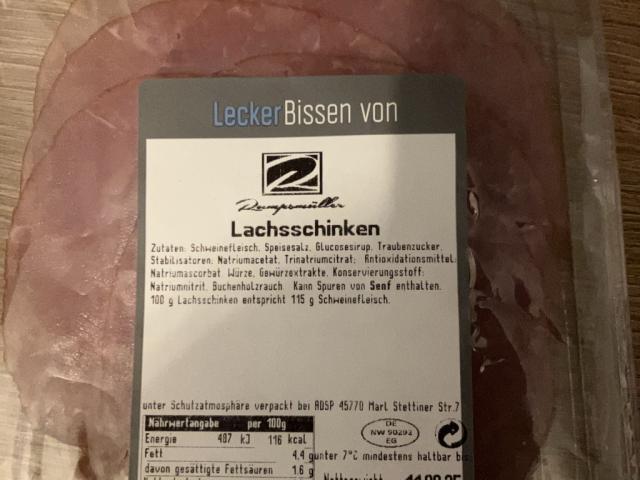 LeckerBissen von
Rumpsmüller
Lachsschinken
Zutaten: Schweinefleisch, Speisesalz, Glucosesirup, Traubenzucker,
Stabilisatoren: Natriumacetat, Trinatriumcitrat; Antioxidationsmittel:
Natriumascorbat, Würze, Gewürzextrakte, Konservierungsstoff:
Natriumnitrit, Buchenholzrauch. Kann Spuren von Senf enthalten.
100 g Lachsschinken entspricht 115 g Schweinefleisch.
unter Schutzatmosphäre verpackt bei ADSP 45770 Marl Stettiner Str.7
Nährwertangabe per 100g
Energie 487 kJ 116 kcal
Fett 4.4 g
davon gesättigte Fettsäuren 1.6 g
DE
NW 90292
EG
unter 7°C mindestens haltbar bis: